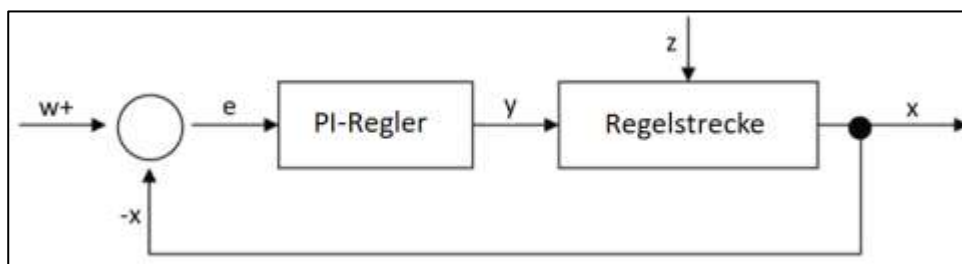 z
w+
e
PI-Regler
y
Regelstrecke
x
-x